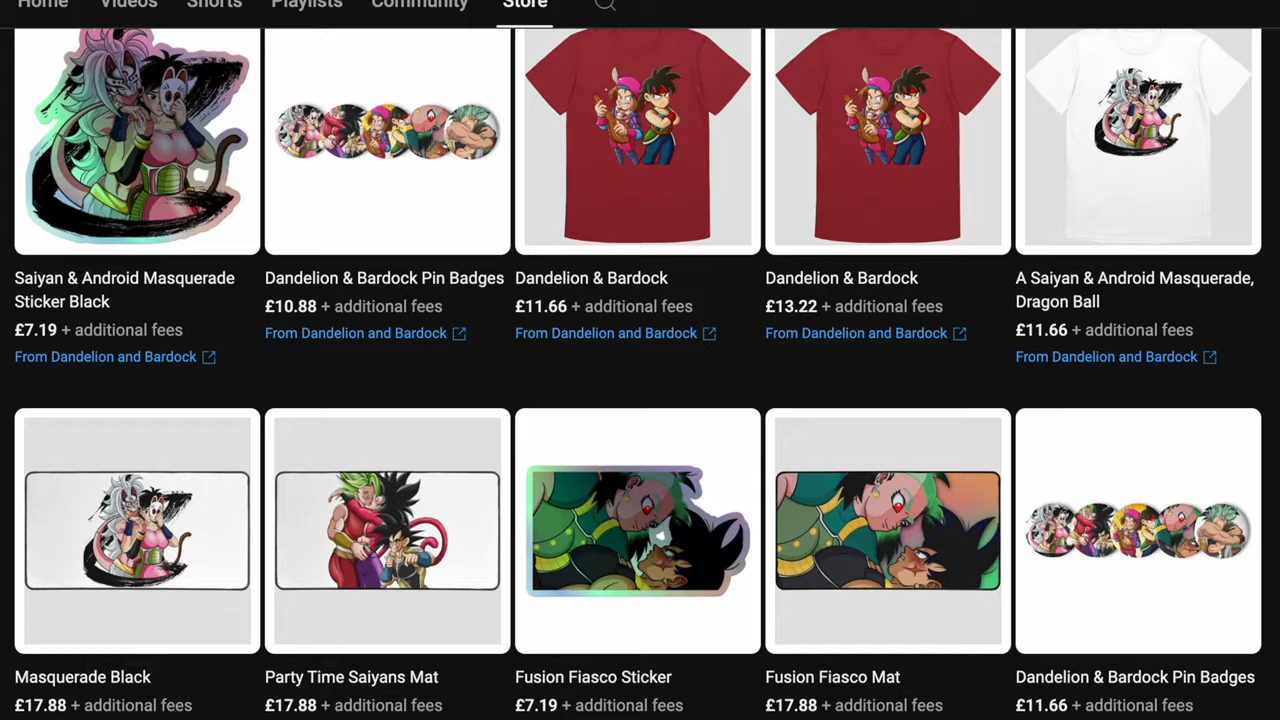 Home Videos Shorts Playlists Community Store
Saiyan & Android Masquerade
Sticker Black
£7.19 + additional fees
From Dandelion and Bardock
Dandelion & Bardock Pin Badges
£10.88 + additional fees
From Dandelion and Bardock
Dandelion & Bardock
£11.66 + additional fees
From Dandelion and Bardock
Dandelion & Bardock
£13.22 + additional fees
From Dandelion and Bardock
A Saiyan & Android Masquerade,
Dragon Ball
£11.66 + additional fees
From Dandelion and Bardock
Masquerade Black
£17.88 + additional fees
Party Time Saiyans Mat
£17.88 + additional fees
Fusion Fiasco Sticker
£7.19 + additional fees
Fusion Fiasco Mat
£17.88 + additional fees
Dandelion & Bardock Pin Badges
£11.66 + additional fees